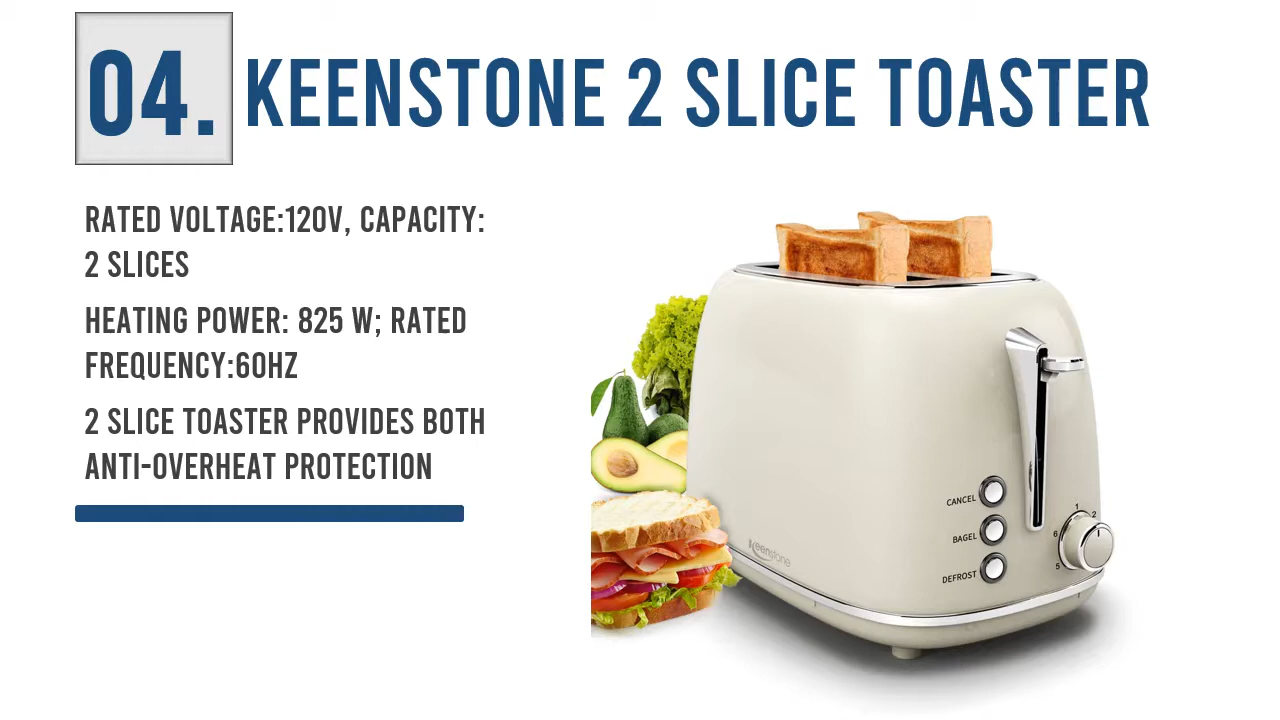 04. KEENSTONE 2 SLICE TOASTER
RATED VOLTAGE:120V, CAPACITY:
2 SLICES
HEATING POWER: 825 W; RATED
FREQUENCY:60HZ
2 SLICE TOASTER PROVIDES BOTH
ANTI-OVERHEAT PROTECTION
CANCEL
BAGEL
DEFROST
1
2
6
5
Keenstone